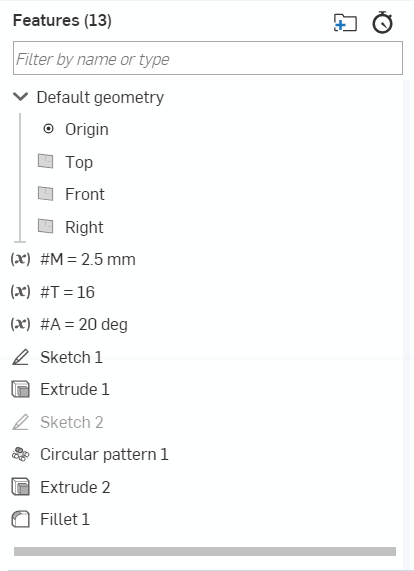 Features (13)
Filter by name or type
Default geometry
Origin
Top
Front
Right
(x) #M = 2.5 mm
(x) #T = 16
(x) #A = 20 deg
Sketch 1
Extrude 1
Sketch 2
Circular pattern 1
Extrude 2
Fillet 1